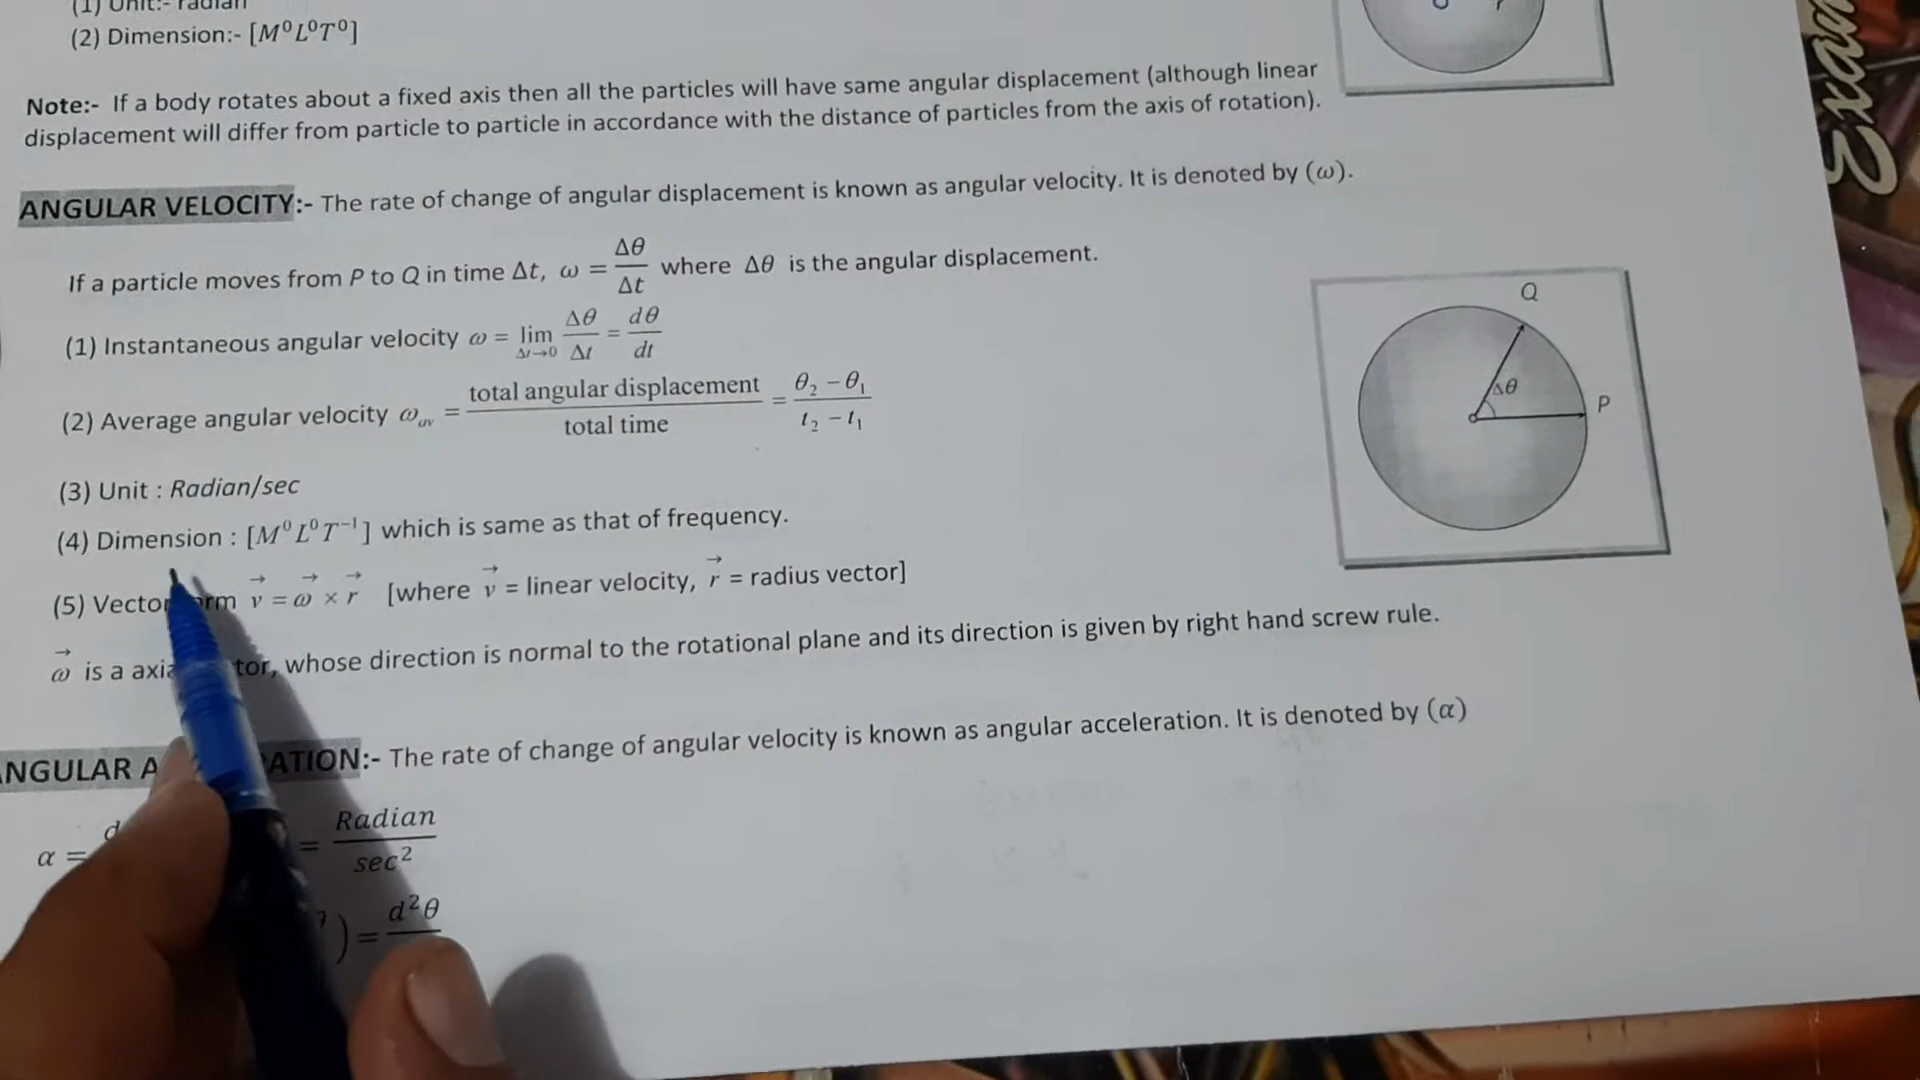 (1) Unit:- radian
(2) Dimension:- [M⁰L⁰T⁰]
Note:- If a body rotates about a fixed axis then all the particles will have same angular displacement (although linear
displacement will differ from particle to particle in accordance with the distance of particles from the axis of rotation).
ANGULAR VELOCITY:- The rate of change of angular displacement is known as angular velocity. It is denoted by (ω).
If a particle moves from P to Q in time Δt, ω = Δθ/Δt where Δθ is the angular displacement.
(1) Instantaneous angular velocity ω = lim Δt→0 Δθ/Δt = dθ/dt
(2) Average angular velocity ω_av = total angular displacement/total time = θ₂ − θ₁/t₂ − t₁
(3) Unit : Radian/sec
(4) Dimension : [M⁰L⁰T⁻¹] which is same as that of frequency.
(5) Vector v⃗ = ω⃗ × r⃗ [where v⃗ = linear velocity, r⃗ = radius vector]
ω⃗ is a whose direction is normal to the rotational plane and its direction is given by right hand screw rule.
The rate of change of angular velocity is known as angular acceleration. It is denoted by (α)
α = = Radian/sec²
) = d²θ
Q
Δθ
P
Exam